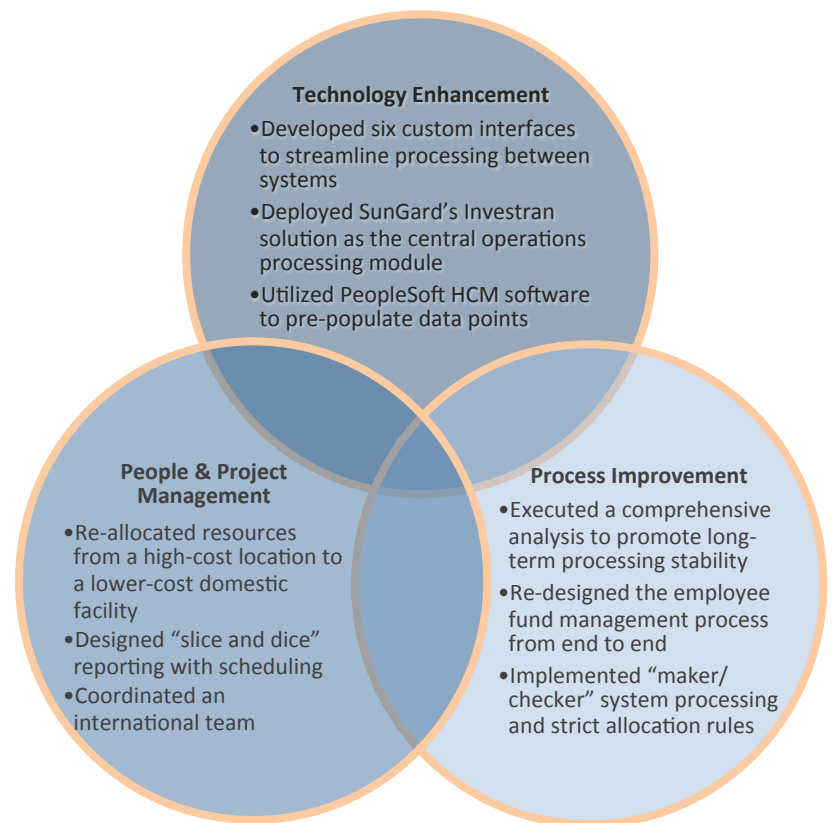 Technology Enhancement
•Developed six custom interfaces
to streamline processing between
systems
•Deployed SunGard’s Investran
solution as the central operations
processing module
•Utilized PeopleSoft HCM software
to pre-populate data points
People & Project
Management
•Re-allocated resources
from a high-cost location to
a lower-cost domestic
facility
•Designed “slice and dice”
reporting with scheduling
•Coordinated an
international team
Process Improvement
•Executed a comprehensive
analysis to promote long-
term processing stability
•Re-designed the employee
fund management process
from end to end
•Implemented “maker/
checker” system processing
and strict allocation rules